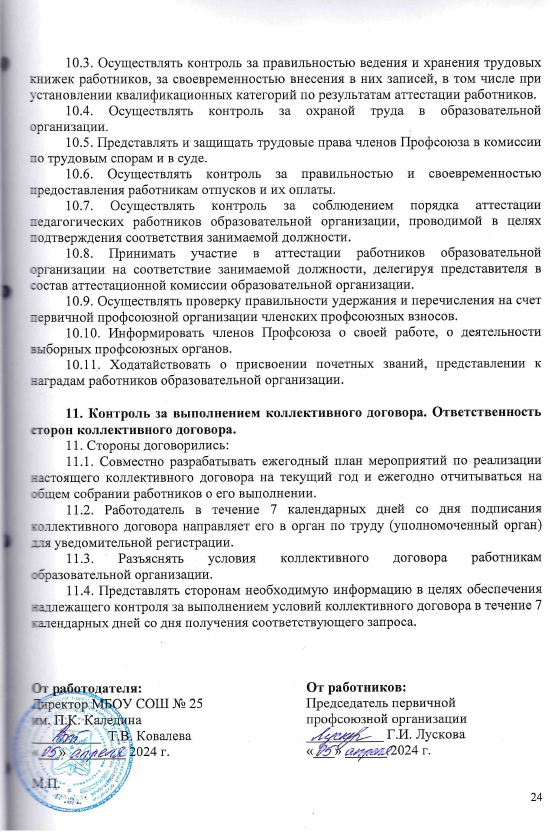 10.3. Осуществлять контроль за правильностью ведения и хранения трудовых
книжек работников, за своевременностью внесения в них записей, в том числе при
установлении квалификационных категорий по результатам аттестации работников.
10.4. Осуществлять контроль за охраной труда в образовательной
организации.
10.5. Представлять и защищать трудовые права членов Профсоюза в комиссии
по трудовым спорам и в суде.
10.6. Осуществлять контроль за правильностью и своевременностью
предоставления работникам отпусков и их оплаты.
10.7. Осуществлять контроль за соблюдением порядка аттестации
педагогических работников образовательной организации, проводимой в целях
подтверждения соответствия занимаемой должности.
10.8. Принимать участие в аттестации работников образовательной
организации на соответствие занимаемой должности, делегируя представителя в
состав аттестационной комиссии образовательной организации.
10.9. Осуществлять проверку правильности удержания и перечисления на счет
первичной профсоюзной организации членских профсоюзных взносов.
10.10. Информировать членов Профсоюза о своей работе, о деятельности
выборных профсоюзных органов.
10.11. Ходатайствовать о присвоении почетных званий, представлении к
наградам работников образовательной организации.
11. Контроль за выполнением коллективного договора. Ответственность
сторон коллективного договора.
11. Стороны договорились:
11.1. Совместно разрабатывать ежегодный план мероприятий по реализации
настоящего коллективного договора на текущий год и ежегодно отчитываться на
общем собрании работников о его выполнении.
11.2. Работодатель в течение 7 календарных дней со дня подписания
коллективного договора направляет его в орган по труду (уполномоченный орган)
для уведомительной регистрации.
11.3. Разъяснять условия коллективного договора работникам
образовательной организации.
11.4. Представлять сторонам необходимую информацию в целях обеспечения
надлежащего контроля за выполнением условий коллективного договора в течение 7
календарных дней со дня получения соответствующего запроса.
От работодателя:
Директор МБОУ СОШ № 25
им. П.К. Каледина
Т.В. Ковалева
«05» апреля 2024 г.
М.П.
От работников:
Председатель первичной
профсоюзной организации
Г.И. Лускова
«05» апреля 2024 г.
24